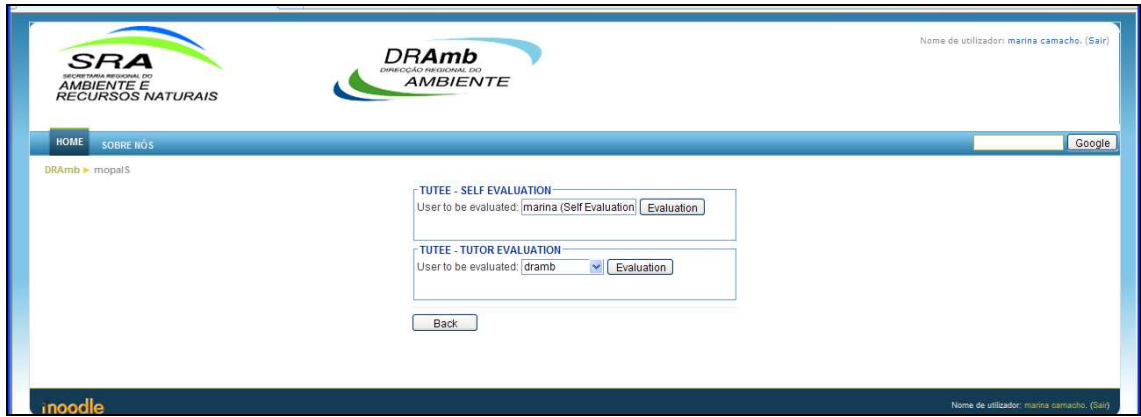 SRA
SECRETARIA REGIONAL DO
AMBIENTE E
RECURSOS NATURAIS
DRAmb
DIRECÇÃO REGIONAL DO
AMBIENTE
Nome de utilizador: marina camacho. (Sair)
HOME SOBRE NÓS
Google
DRAmb ► mopalS
TUTEE - SELF EVALUATION
User to be evaluated: marina (Self Evaluation Evaluation
TUTEE - TUTOR EVALUATION
User to be evaluated: dramb Evaluation
Back
moodle
Nome de utilizador: marina camacho. (Sair)